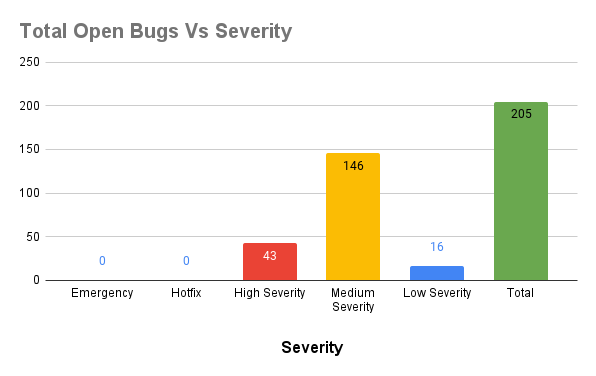 Total Open Bugs Vs Severity
250
200
150
100
50
0
0
0
43
146
16
205
Emergency
Hotfix
High Severity
Medium
Severity
Low Severity
Total
Severity